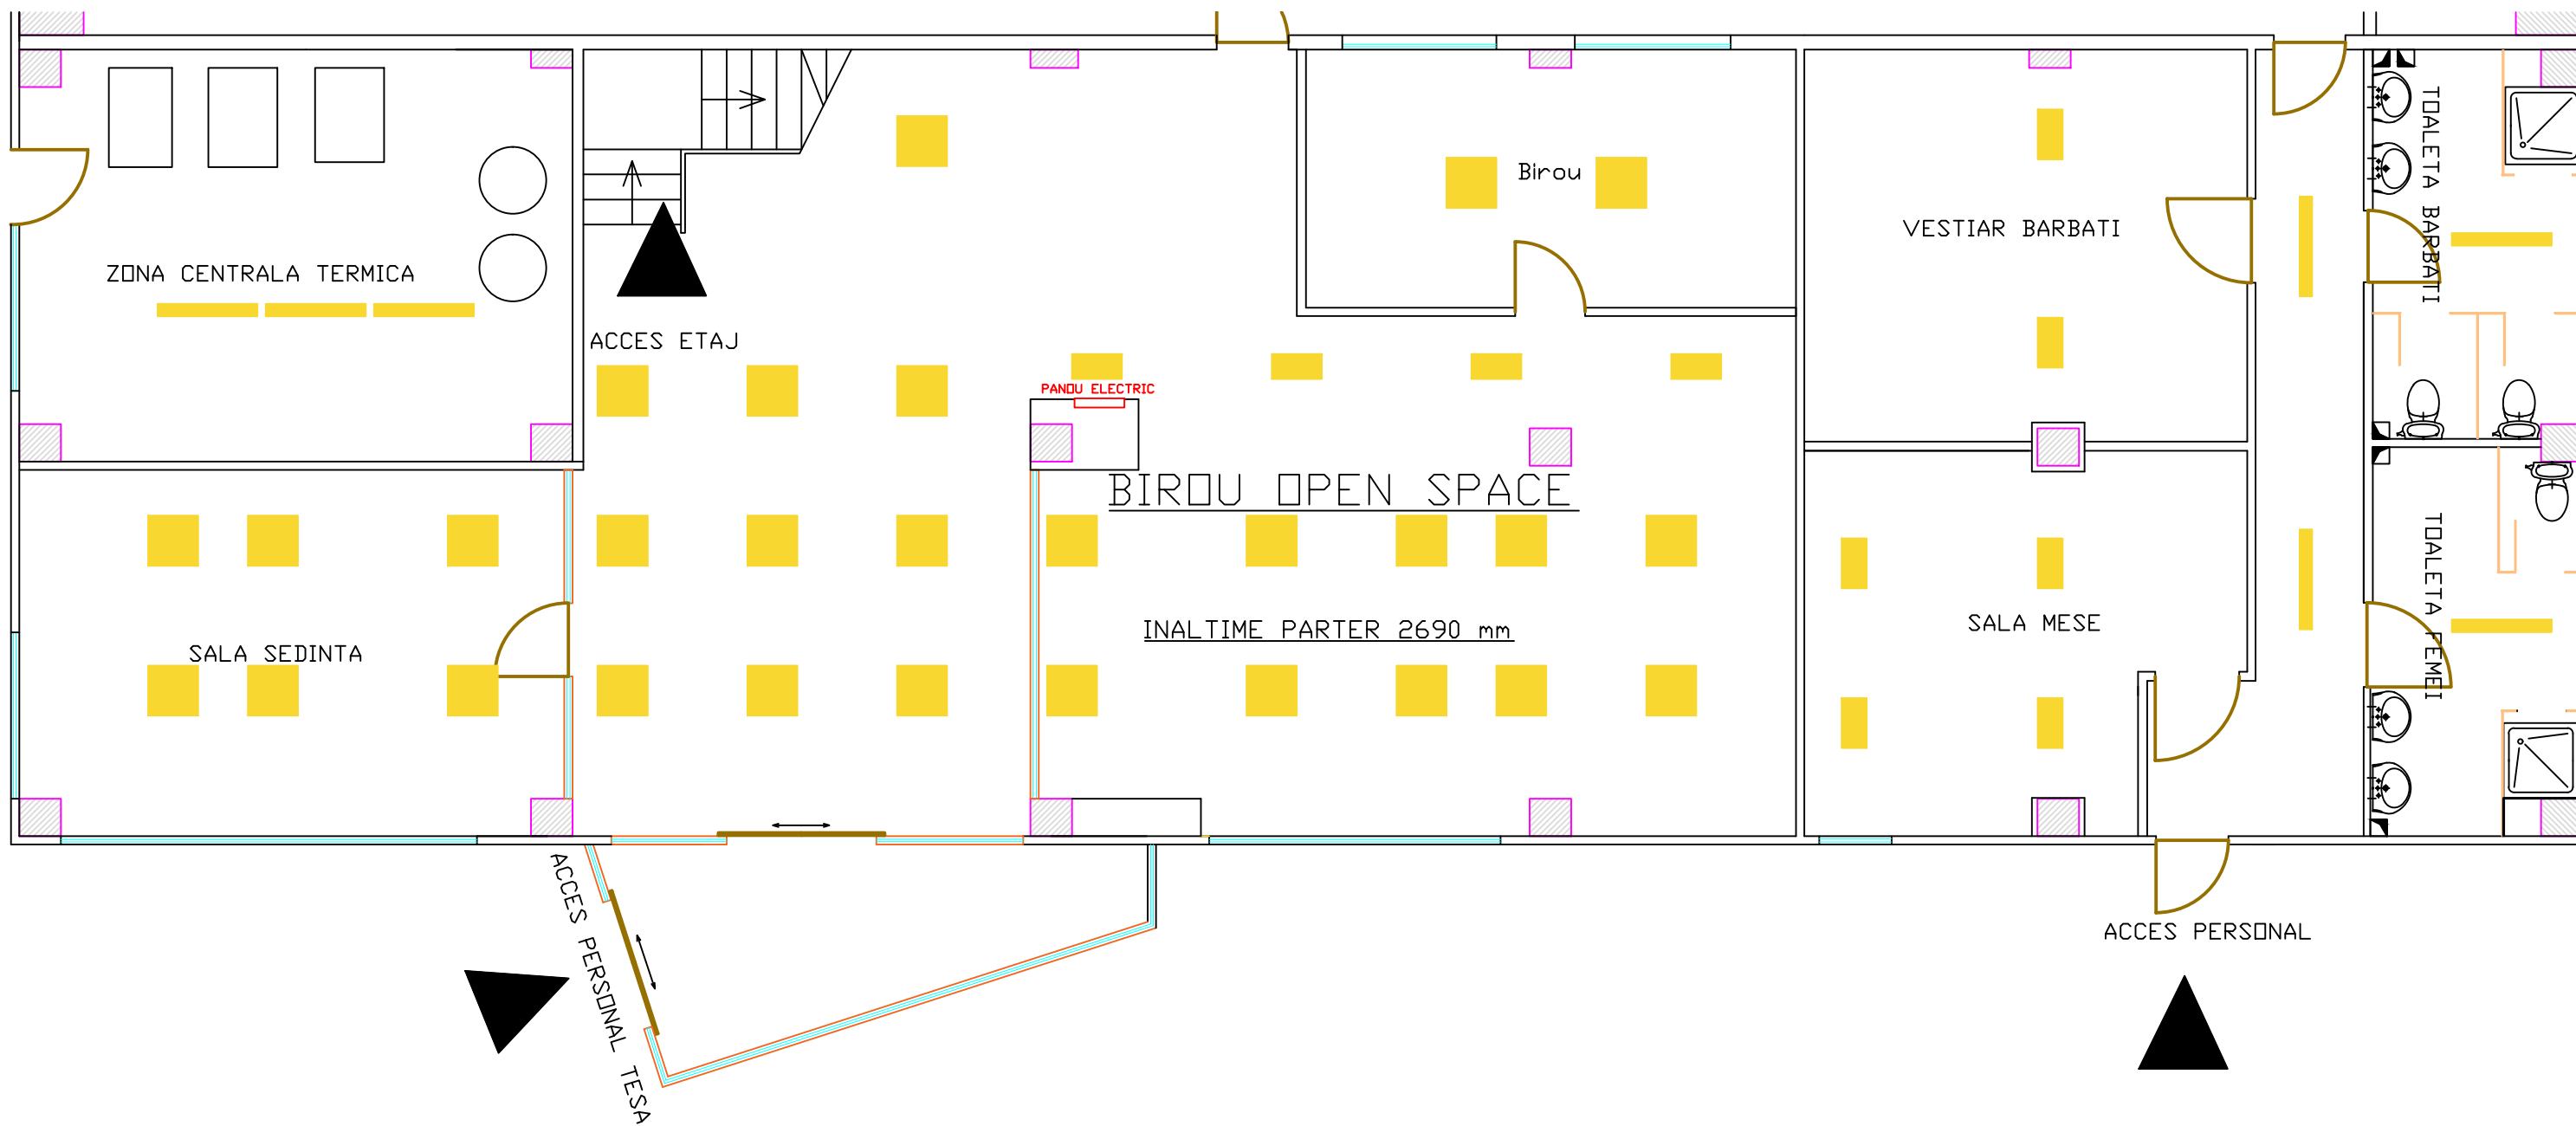 Birou
VESTIAR BARBATI
TOALETA BARBATI
ZONA CENTRALA TERMICA
ACCES ETAJ
PANOU ELECTRIC
BIROU OPEN SPACE
INALTIME PARTER 2690 mm
SALA SEDINTA
SALA MESE
TOALETA FEMEI
ACCES PERSONAL TESA
ACCES PERSONAL